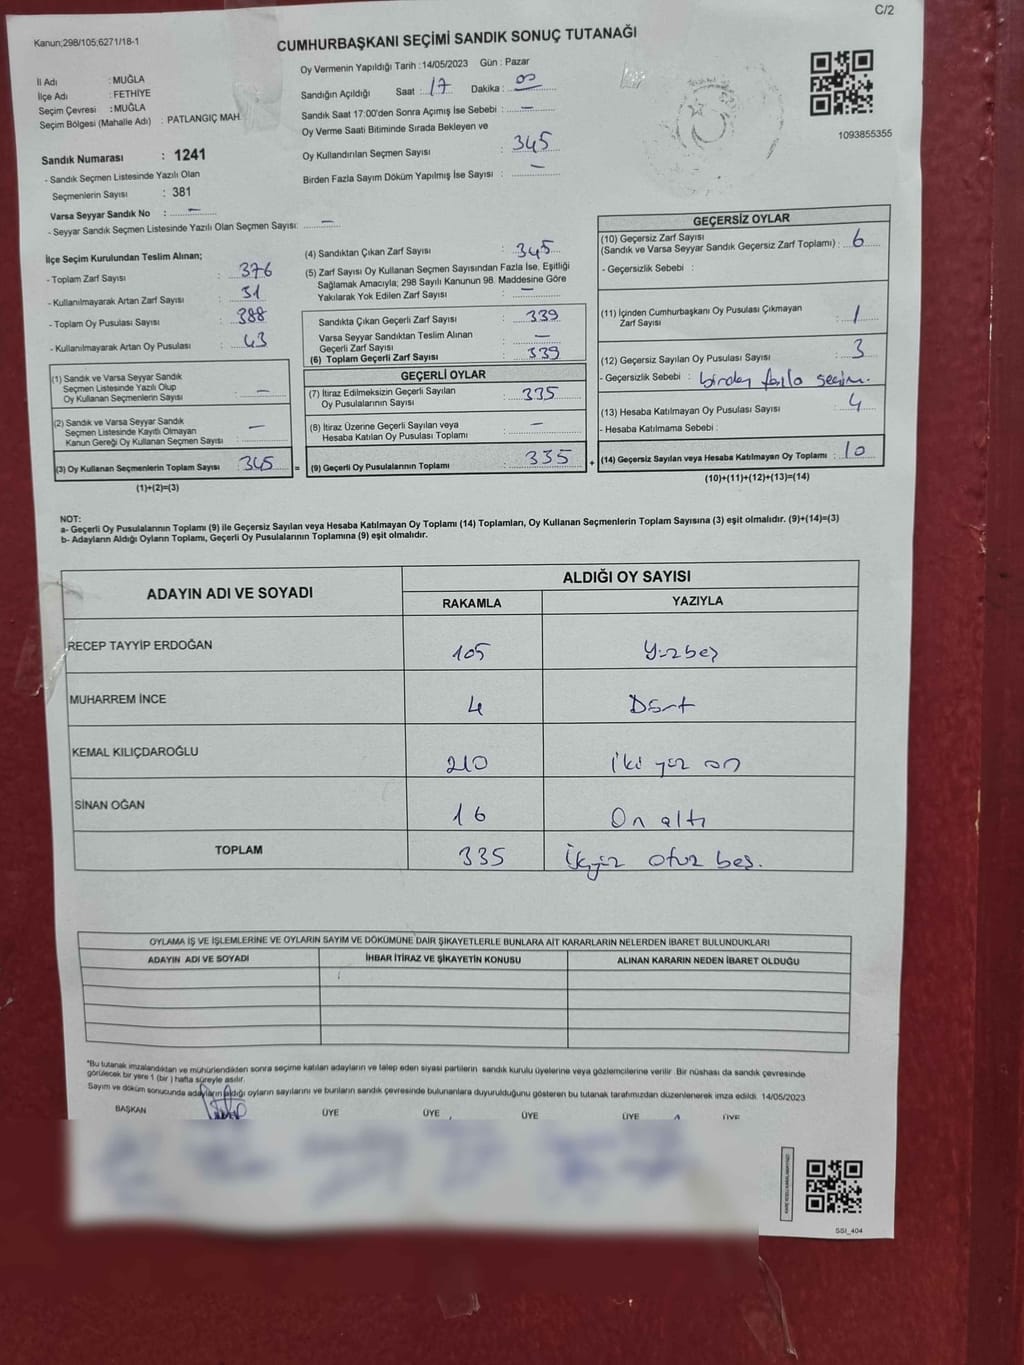 C/2
Kanun;298/105;6271/18-1
CUMHURBAŞKANI SEÇİMİ SANDIK SONUÇ TUTANAĞI
İl Adı : MUĞLA
İlçe Adı : FETHİYE
Seçim Çevresi : MUĞLA
Seçim Bölgesi (Mahalle Adı) : PATLANGIÇ MAH
Sandık Numarası : 1241
- Sandık Seçmen Listesinde Yazılı Olan
Seçmenlerin Sayısı : 381
Varsa Seyyar Sandık No : –
- Seyyar Sandık Seçmen Listesinde Yazılı Olan Seçmen Sayısı: –
Oy Vermenin Yapıldığı Tarih : 14/05/2023 Gün : Pazar
Sandığın Açıldığı Saat : 17 Dakika : 00
Sandık Saat 17:00'den Sonra Açımış İse Sebebi : –
Oy Verme Saati Bitiminde Sırada Bekleyen ve
Oy Kullandırılan Seçmen Sayısı : 345
Birden Fazla Sayım Döküm Yapılmış İse Sayısı : –
1093855355
İlçe Seçim Kurulundan Teslim Alınan;
- Toplam Zarf Sayısı : 376
- Kullanılmayarak Artan Zarf Sayısı : 31
- Toplam Oy Pusulası Sayısı : 388
- Kullanılmayarak Artan Oy Pusulası : 43
(1) Sandık ve Varsa Seyyar Sandık
Seçmen Listesinde Yazılı Olup
Oy Kullanan Seçmenlerin Sayısı : –
(2) Sandık ve Varsa Seyyar Sandık
Seçmen Listesinde Kayıtlı Olmayan
Kanun Gereği Oy Kullanan Seçmen Sayısı : –
(3) Oy Kullanan Seçmenlerin Toplam Sayısı : 345 =
(1)+(2)=(3)
(4) Sandıktan Çıkan Zarf Sayısı : 345
(5) Zarf Sayısı Oy Kullanan Seçmen Sayısından Fazla İse, Eşitliği
Sağlamak Amacıyla; 298 Sayılı Kanunun 98. Maddesine Göre
Yakılarak Yok Edilen Zarf Sayısı : –
Sandıkta Çıkan Geçerli Zarf Sayısı : 339
Varsa Seyyar Sandıktan Teslim Alınan
Geçerli Zarf Sayısı : –
(6) Toplam Geçerli Zarf Sayısı : 339
GEÇERLİ OYLAR
(7) İtiraz Edilmeksizin Geçerli Sayılan
Oy Pusulalarının Sayısı : 335
(8) İtiraz Üzerine Geçerli Sayılan veya
Hesaba Katılan Oy Pusulası Toplamı : –
(9) Geçerli Oy Pusulalarının Toplamı : 335 +
GEÇERSİZ OYLAR
(10) Geçersiz Zarf Sayısı
(Sandık ve Varsa Seyyar Sandık Geçersiz Zarf Toplamı) : 6
- Geçersizlik Sebebi :
(11) İçinden Cumhurbaşkanı Oy Pusulası Çıkmayan
Zarf Sayısı : 1
(12) Geçersiz Sayılan Oy Pusulası Sayısı : 3
- Geçersizlik Sebebi : birden fazla seçim.
(13) Hesaba Katılmayan Oy Pusulası Sayısı : 4
- Hesaba Katılmama Sebebi :
(14) Geçersiz Sayılan veya Hesaba Katılmayan Oy Toplamı : 10
(10)+(11)+(12)+(13)=(14)
NOT:
a- Geçerli Oy Pusulalarının Toplamı (9) ile Geçersiz Sayılan veya Hesaba Katılmayan Oy Toplamı (14) Toplamları, Oy Kullanan Seçmenlerin Toplam Sayısına (3) eşit olmalıdır. (9)+(14)=(3)
b- Adayların Aldığı Oyların Toplamı, Geçerli Oy Pusulalarının Toplamına (9) eşit olmalıdır.
ADAYIN ADI VE SOYADI ALDIĞI OY SAYISI
RAKAMLA YAZIYLA
RECEP TAYYİP ERDOĞAN 105 Yüzbeş
MUHARREM İNCE 4 Dört
KEMAL KILIÇDAROĞLU 210 iki yüz on
SİNAN OĞAN 16 On altı
TOPLAM 335 otuz beş.
OYLAMA İŞ VE İŞLEMLERİNE VE OYLARIN SAYIM VE DÖKÜMÜNE DAİR ŞİKAYETLERLE BUNLARA AİT KARARLARIN NELERDEN İBARET BULUNDUKLARI
ADAYIN ADI VE SOYADI İHBAR İTİRAZ VE ŞİKAYETİN KONUSU ALINAN KARARIN NEDEN İBARET OLDUĞU
"Bu tutanak imzalandıktan ve mühürlendikten sonra seçime katılan adayların ve talep eden siyasi partilerin sandık kurulu üyelerine veya gözlemcilerine verilir. Bir nüshası da sandık çevresinde
görülecek bir yere 1 (bir ) hafta süreyle asılır.
Sayım ve döküm sonucunda adayların aldığı oyların sayılarını ve bunların sandık çevresinde bulunanlara duyurulduğunu gösteren bu tutanak tarafımızdan düzenlenerek imza edildi. 14/05/2023
BAŞKAN ÜYE ÜYE ÜYE ÜYE ÜYE
SSI_404